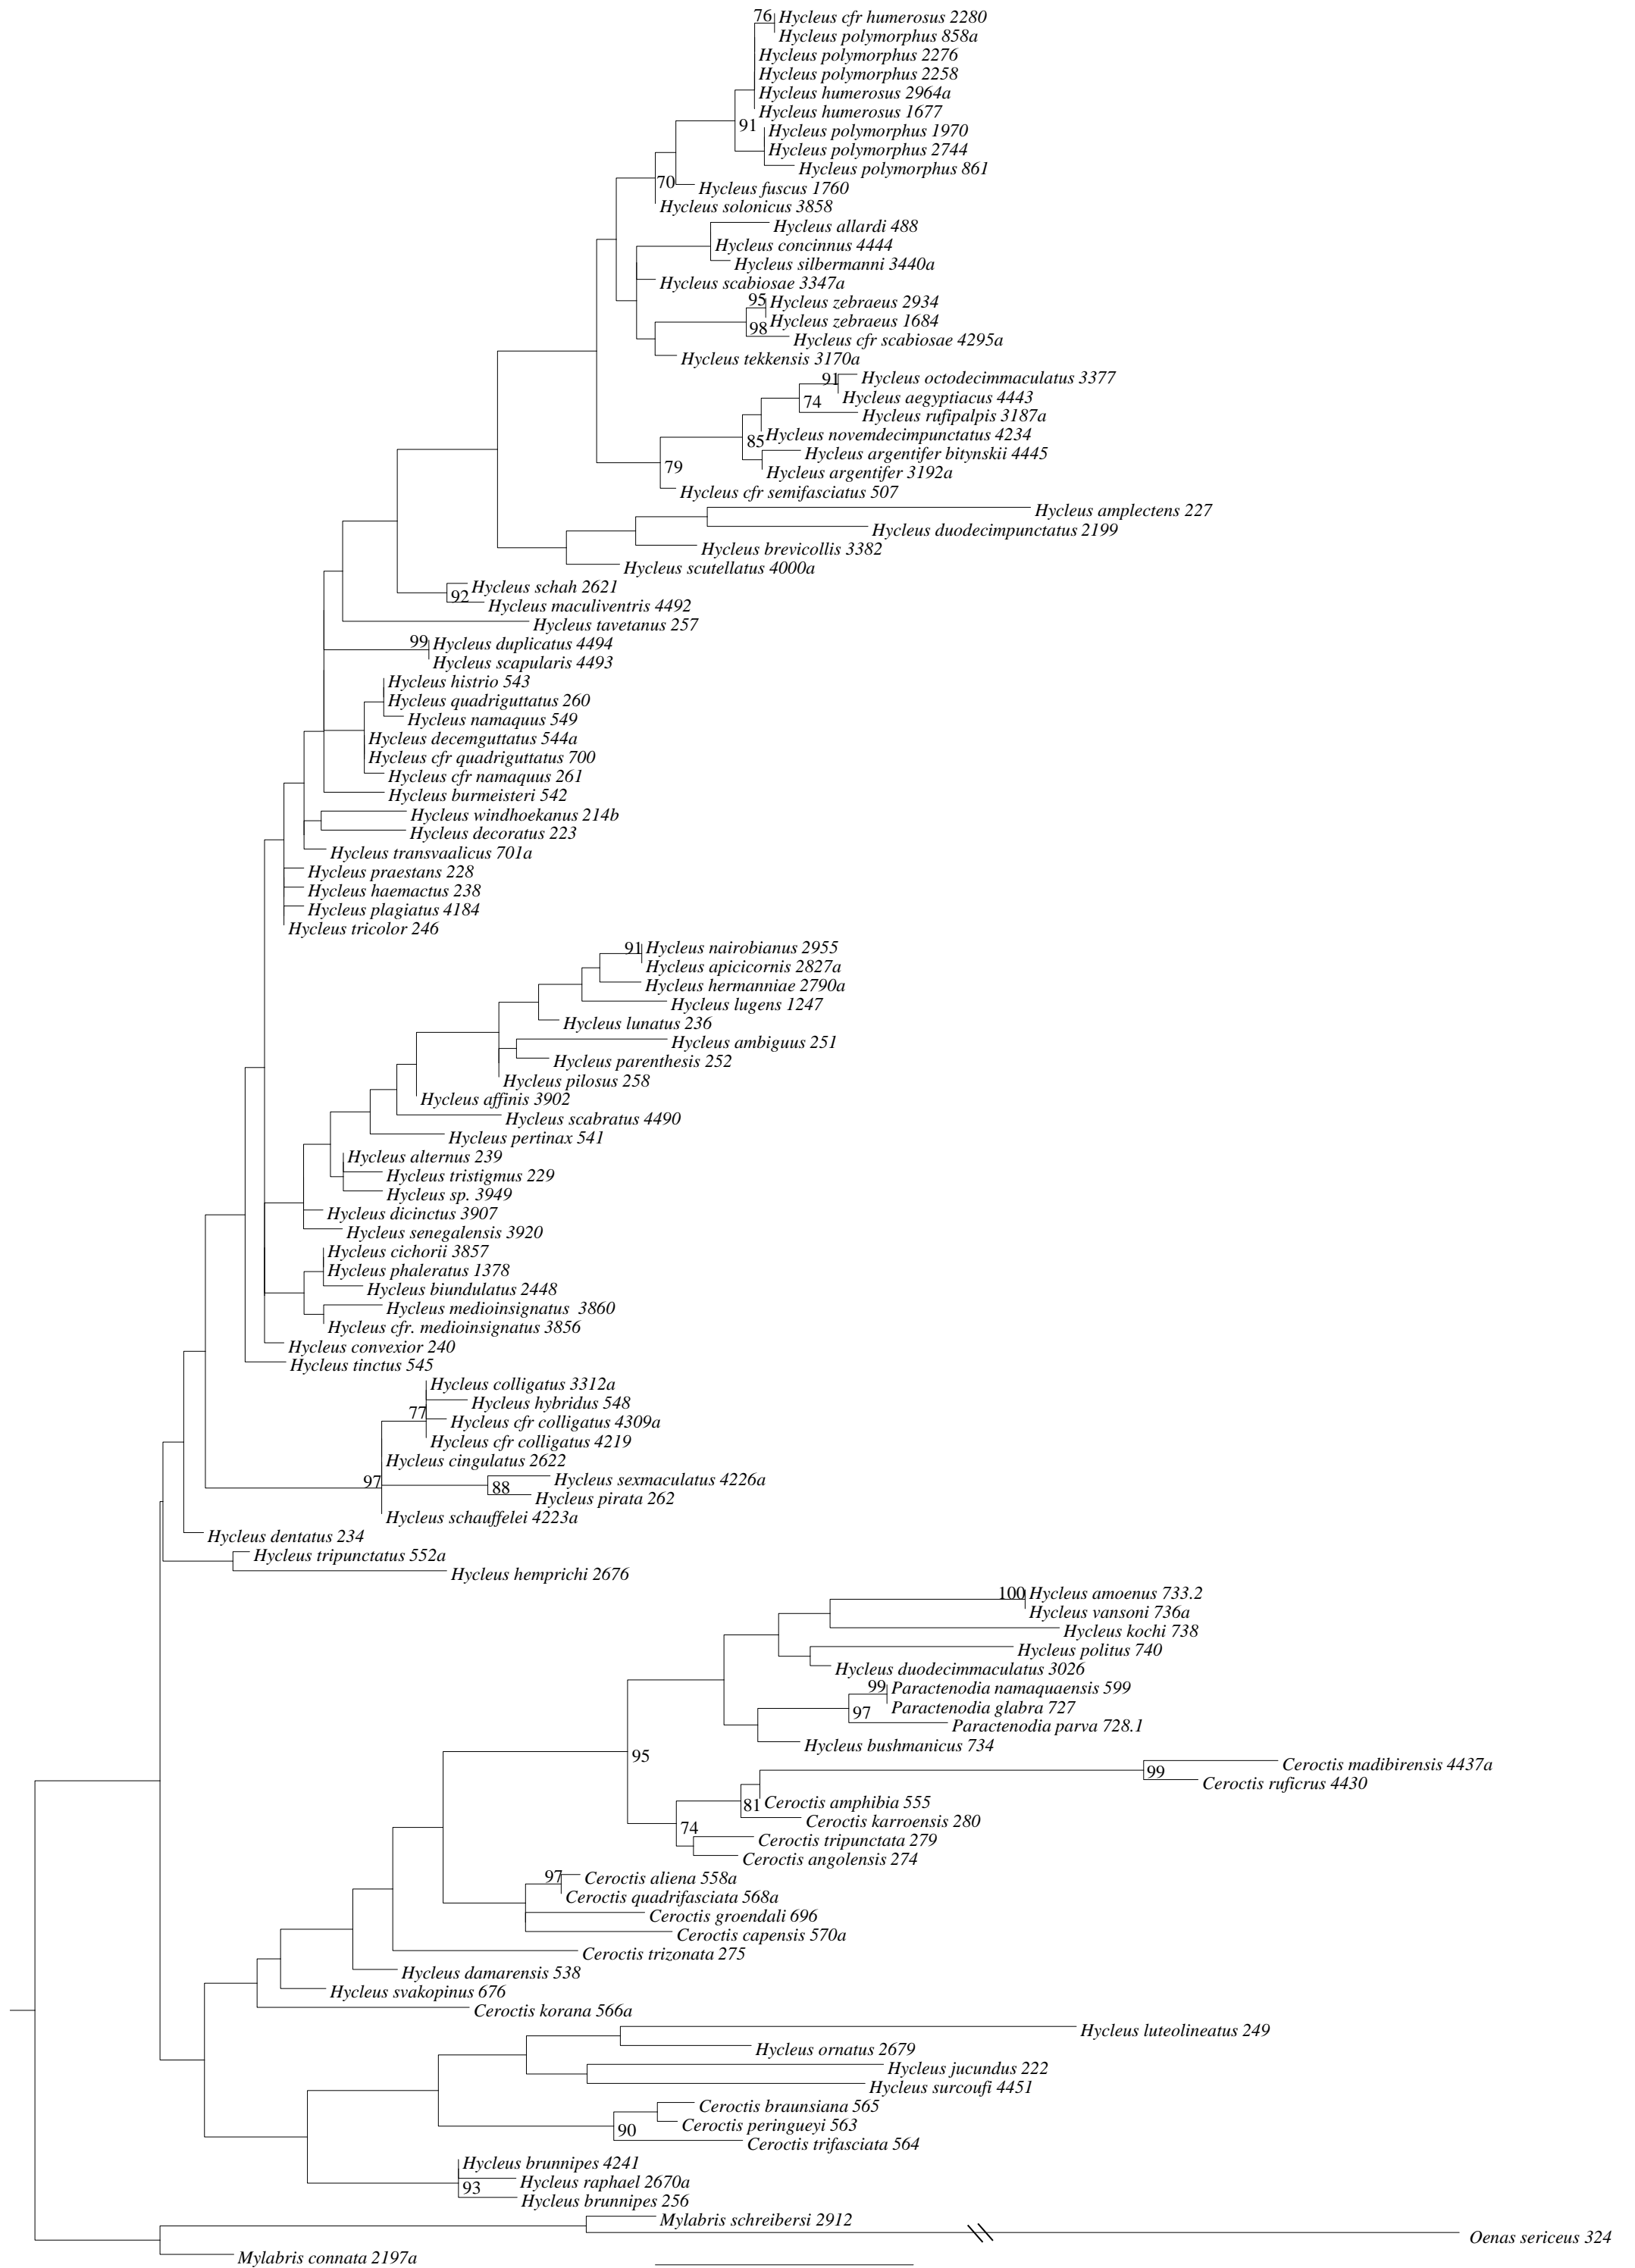 76 Hycleus cfr humerosus 2280
Hycleus polymorphus 858a
Hycleus polymorphus 2276
Hycleus polymorphus 2258
Hycleus humerosus 2964a
Hycleus humerosus 1677
91 Hycleus polymorphus 1970
Hycleus polymorphus 2744
Hycleus polymorphus 861
70 Hycleus fuscus 1760
Hycleus solonicus 3858
Hycleus allardi 488
Hycleus concinnus 4444
Hycleus silbermanni 3440a
Hycleus scabiosae 3347a
95 Hycleus zebraeus 2934
98 Hycleus zebraeus 1684
Hycleus cfr scabiosae 4295a
Hycleus tekkensis 3170a
91 Hycleus octodecimmaculatus 3377
74 Hycleus aegyptiacus 4443
Hycleus rufipalpis 3187a
85 Hycleus novemdecimpunctatus 4234
Hycleus argentifer bitynskii 4445
79 Hycleus argentifer 3192a
Hycleus cfr semifasciatus 507
Hycleus amplectens 227
Hycleus duodecimpunctatus 2199
Hycleus brevicollis 3382
Hycleus scutellatus 4000a
Hycleus schah 2621
92 Hycleus maculiventris 4492
Hycleus tavetanus 257
99 Hycleus duplicatus 4494
Hycleus scapularis 4493
Hycleus histrio 543
Hycleus quadriguttatus 260
Hycleus namaquus 549
Hycleus decemguttatus 544a
Hycleus cfr quadriguttatus 700
Hycleus cfr namaquus 261
Hycleus burmeisteri 542
Hycleus windhoekanus 214b
Hycleus decoratus 223
Hycleus transvaalicus 701a
Hycleus praestans 228
Hycleus haemactus 238
Hycleus plagiatus 4184
Hycleus tricolor 246
91 Hycleus nairobianus 2955
Hycleus apicicornis 2827a
Hycleus hermanniae 2790a
Hycleus lugens 1247
Hycleus lunatus 236
Hycleus ambiguus 251
Hycleus parenthesis 252
Hycleus pilosus 258
Hycleus affinis 3902
Hycleus scabratus 4490
Hycleus pertinax 541
Hycleus alternus 239
Hycleus tristigmus 229
Hycleus sp. 3949
Hycleus dicinctus 3907
Hycleus senegalensis 3920
Hycleus cichorii 3857
Hycleus phaleratus 1378
Hycleus biundulatus 2448
Hycleus medioinsignatus 3860
Hycleus cfr. medioinsignatus 3856
Hycleus convexior 240
Hycleus tinctus 545
Hycleus colligatus 3312a
Hycleus hybridus 548
77 Hycleus cfr colligatus 4309a
Hycleus cfr colligatus 4219
Hycleus cingulatus 2622
97 Hycleus sexmaculatus 4226a
88 Hycleus pirata 262
Hycleus schauffelei 4223a
Hycleus dentatus 234
Hycleus tripunctatus 552a
Hycleus hemprichi 2676
100 Hycleus amoenus 733.2
Hycleus vansoni 736a
Hycleus kochi 738
Hycleus politus 740
Hycleus duodecimmaculatus 3026
99 Paractenodia namaquaensis 599
97 Paractenodia glabra 727
Paractenodia parva 728.1
Hycleus bushmanicus 734
95
Ceroctis madibirensis 4437a
99 Ceroctis ruficrus 4430
81 Ceroctis amphibia 555
Ceroctis karroensis 280
74 Ceroctis tripunctata 279
Ceroctis angolensis 274
97 Ceroctis aliena 558a
Ceroctis quadrifasciata 568a
Ceroctis groendali 696
Ceroctis capensis 570a
Ceroctis trizonata 275
Hycleus damarensis 538
Hycleus svakopinus 676
Ceroctis korana 566a
Hycleus luteolineatus 249
Hycleus ornatus 2679
Hycleus jucundus 222
Hycleus surcoufi 4451
Ceroctis braunsiana 565
90 Ceroctis peringueyi 563
Ceroctis trifasciata 564
Hycleus brunnipes 4241
93 Hycleus raphael 2670a
Hycleus brunnipes 256
Mylabris schreibersi 2912
Oenas sericeus 324
Mylabris connata 2197a